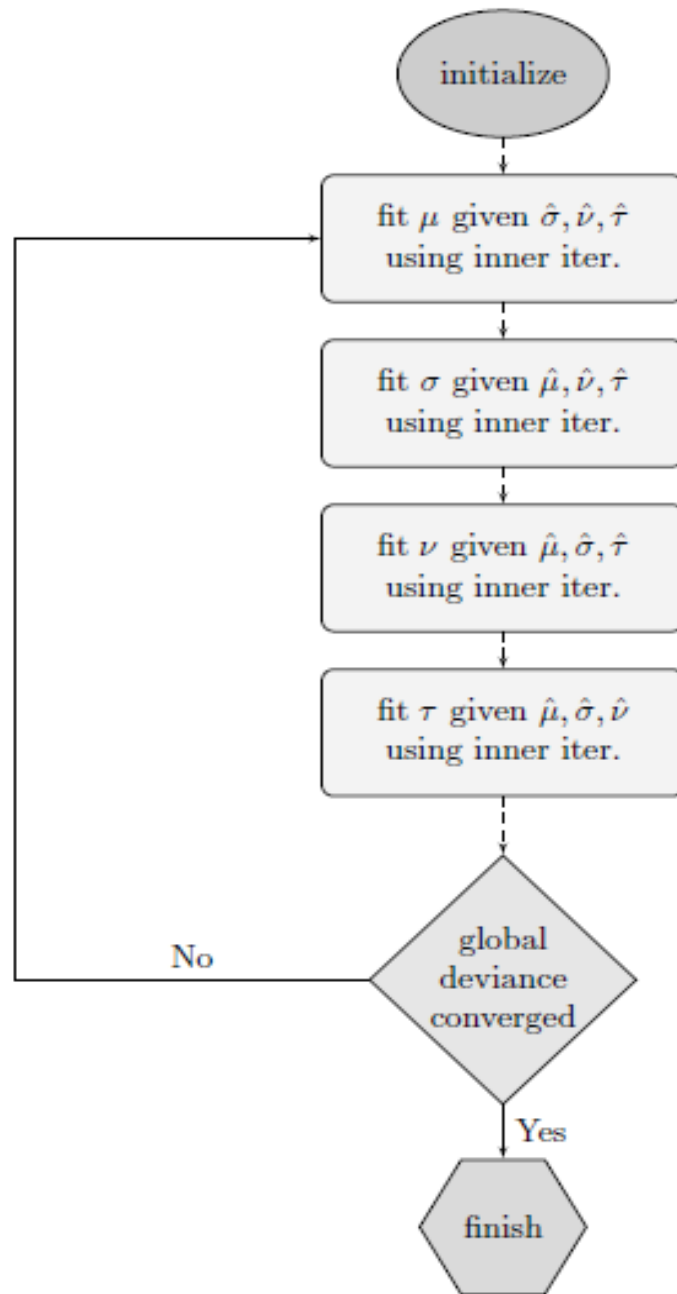 initialize
fit μ given σ̂, ν̂, τ̂
using inner iter.
fit σ given μ̂, ν̂, τ̂
using inner iter.
fit ν given μ̂, σ̂, τ̂
using inner iter.
fit τ given μ̂, σ̂, ν̂
using inner iter.
global
deviance
converged
No
Yes
finish